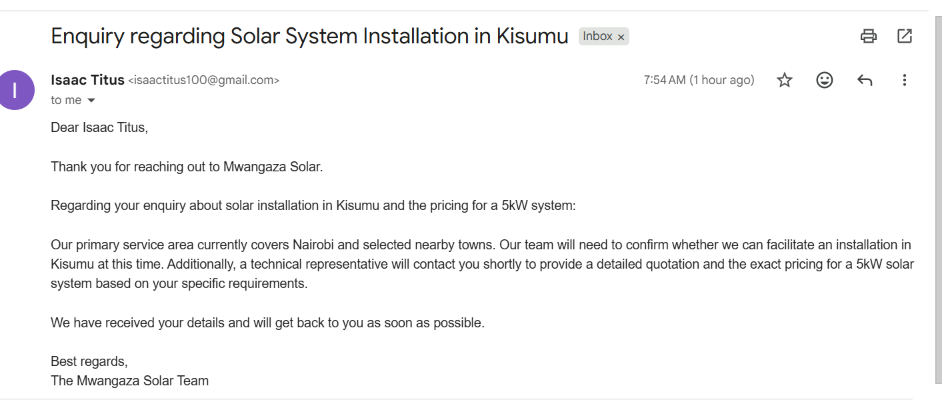 Enquiry regarding Solar System Installation in Kisumu Inbox ×
I
Isaac Titus <isaactitus100@gmail.com> 7:54 AM (1 hour ago)
to me
Dear Isaac Titus,
Thank you for reaching out to Mwangaza Solar.
Regarding your enquiry about solar installation in Kisumu and the pricing for a 5kW system:
Our primary service area currently covers Nairobi and selected nearby towns. Our team will need to confirm whether we can facilitate an installation in
Kisumu at this time. Additionally, a technical representative will contact you shortly to provide a detailed quotation and the exact pricing for a 5kW solar
system based on your specific requirements.
We have received your details and will get back to you as soon as possible.
Best regards,
The Mwangaza Solar Team